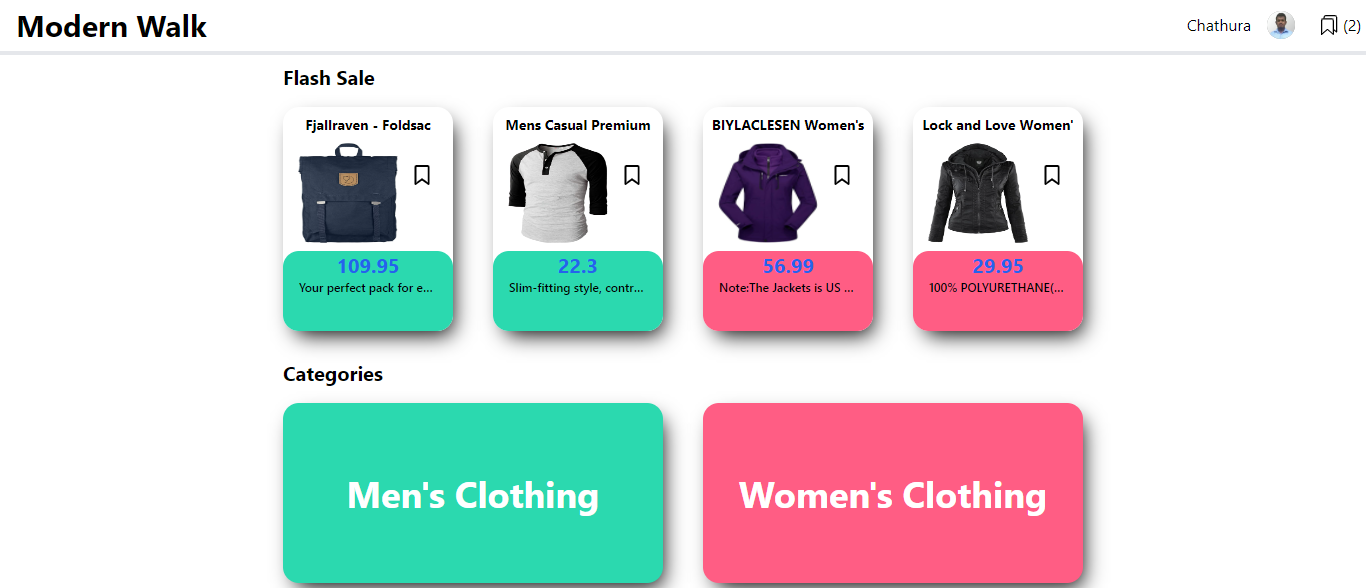 Modern Walk
Chathura
(2)
Flash Sale
Fjallraven - Foldsac
Mens Casual Premium
BIYLACLESEN Women's
Lock and Love Women'
109.95
22.3
56.99
29.95
Your perfect pack for e...
Slim-fitting style, contr...
Note:The Jackets is US ...
100% POLYURETHANE(...
Categories
Men's Clothing
Women's Clothing